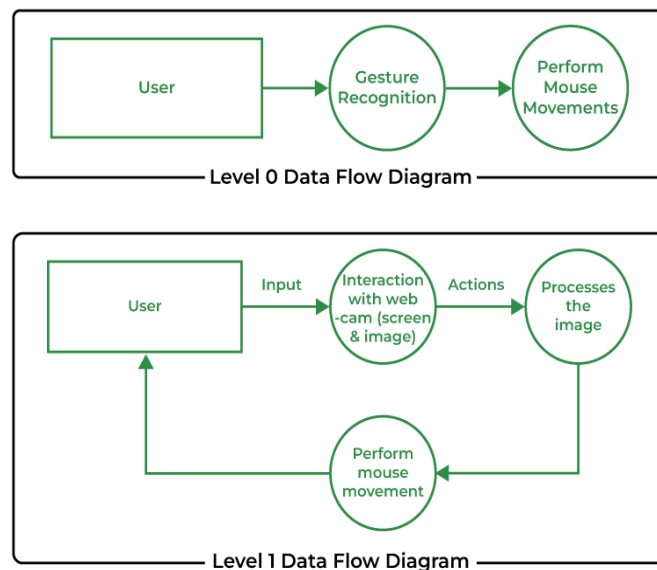 User
Gesture
Recognition
Perform
Mouse
Movements
Level 0 Data Flow Diagram
User
Input
Interaction
with web
-cam (screen
& image)
Actions
Processes
the
image
Perform
mouse
movement
Level 1 Data Flow Diagram